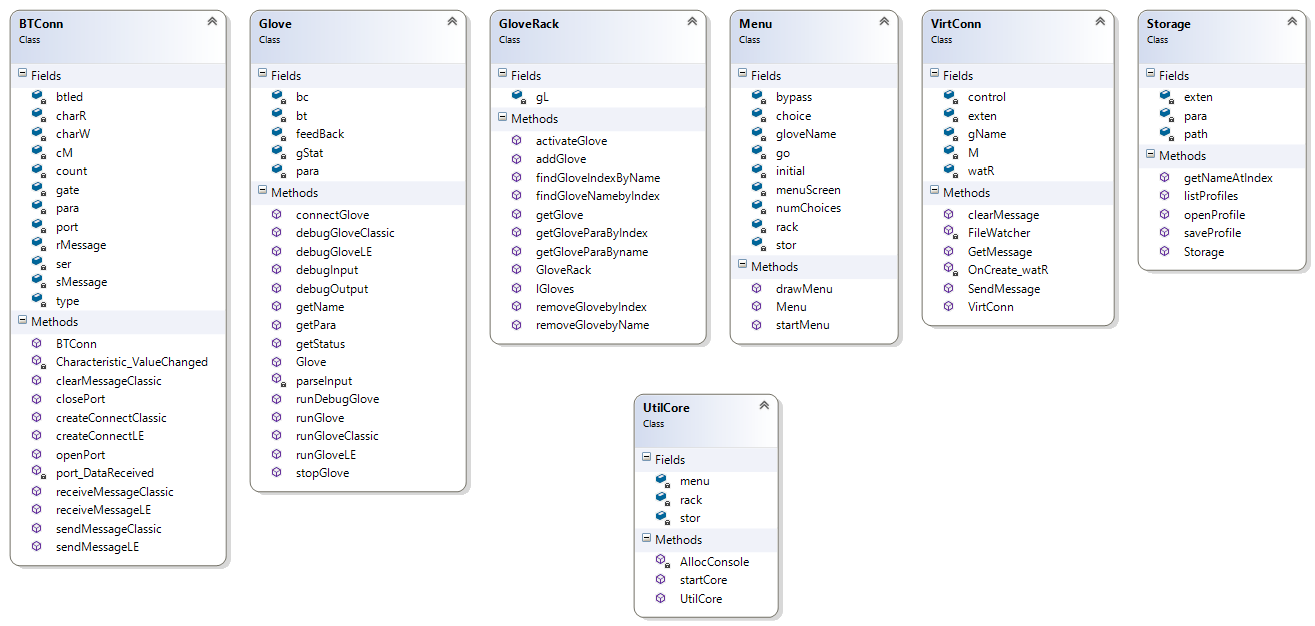 BTConn
Class
Fields
btled
charR
charW
cM
count
gate
para
port
rMessage
ser
sMessage
type
Methods
BTConn
Characteristic_ValueChanged
clearMessageClassic
closePort
createConnectClassic
createConnectLE
openPort
port_DataReceived
receiveMessageClassic
receiveMessageLE
sendMessageClassic
sendMessageLE
Glove
Class
Fields
bc
bt
feedBack
gStat
para
Methods
connectGlove
debugGloveClassic
debugGloveLE
debugInput
debugOutput
getName
getPara
getStatus
Glove
parseInput
runDebugGlove
runGlove
runGloveClassic
runGloveLE
stopGlove
GloveRack
Class
Fields
gL
Methods
activateGlove
addGlove
findGloveIndexByName
findGloveNamebyIndex
getGlove
getGloveParaByIndex
getGloveParaByname
GloveRack
lGloves
removeGlovebyIndex
removeGlovebyName
Menu
Class
Fields
bypass
choice
gloveName
go
initial
menuScreen
numChoices
rack
stor
Methods
drawMenu
Menu
startMenu
VirtConn
Class
Fields
control
exten
gName
M
watR
Methods
clearMessage
FileWatcher
GetMessage
OnCreate_watR
SendMessage
VirtConn
Storage
Class
Fields
exten
para
path
Methods
getNameAtIndex
listProfiles
openProfile
saveProfile
Storage
UtilCore
Class
Fields
menu
rack
stor
Methods
AllocConsole
startCore
UtilCore